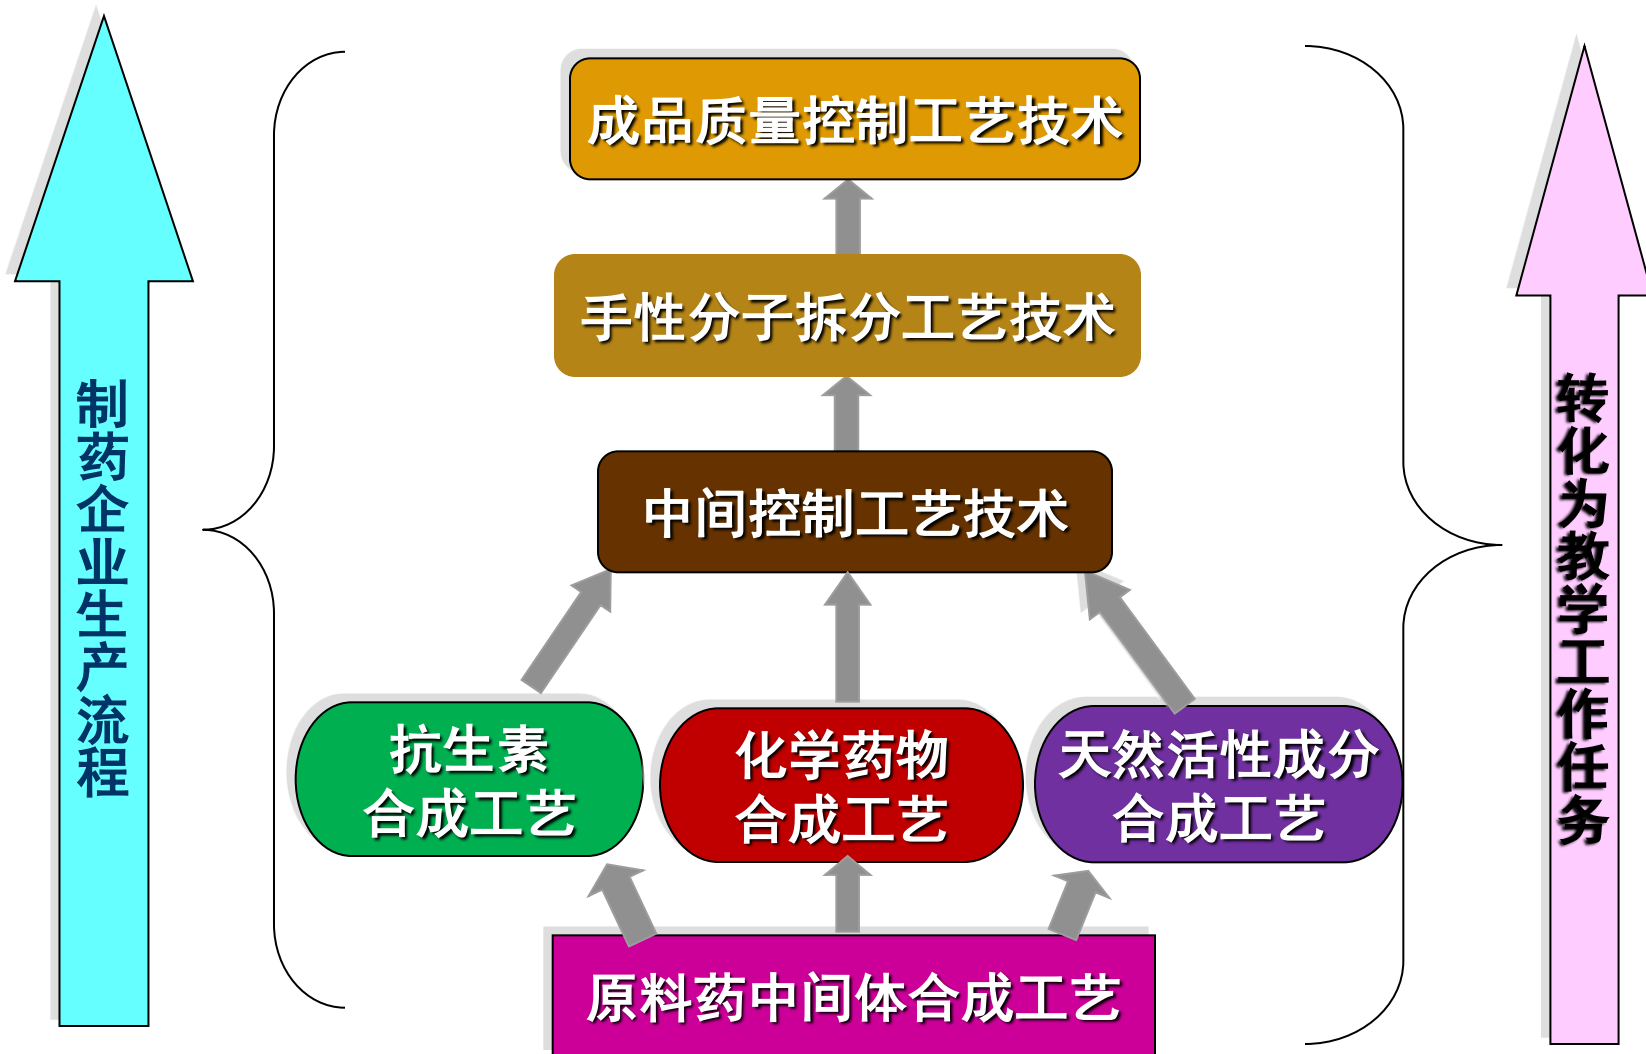 成品质量控制工艺技术
手性分子拆分工艺技术
中间控制工艺技术
抗生素
合成工艺
化学药物
合成工艺
天然活性成分
合成工艺
原料药中间体合成工艺
制药企业生产流程
转化为教学工作任务